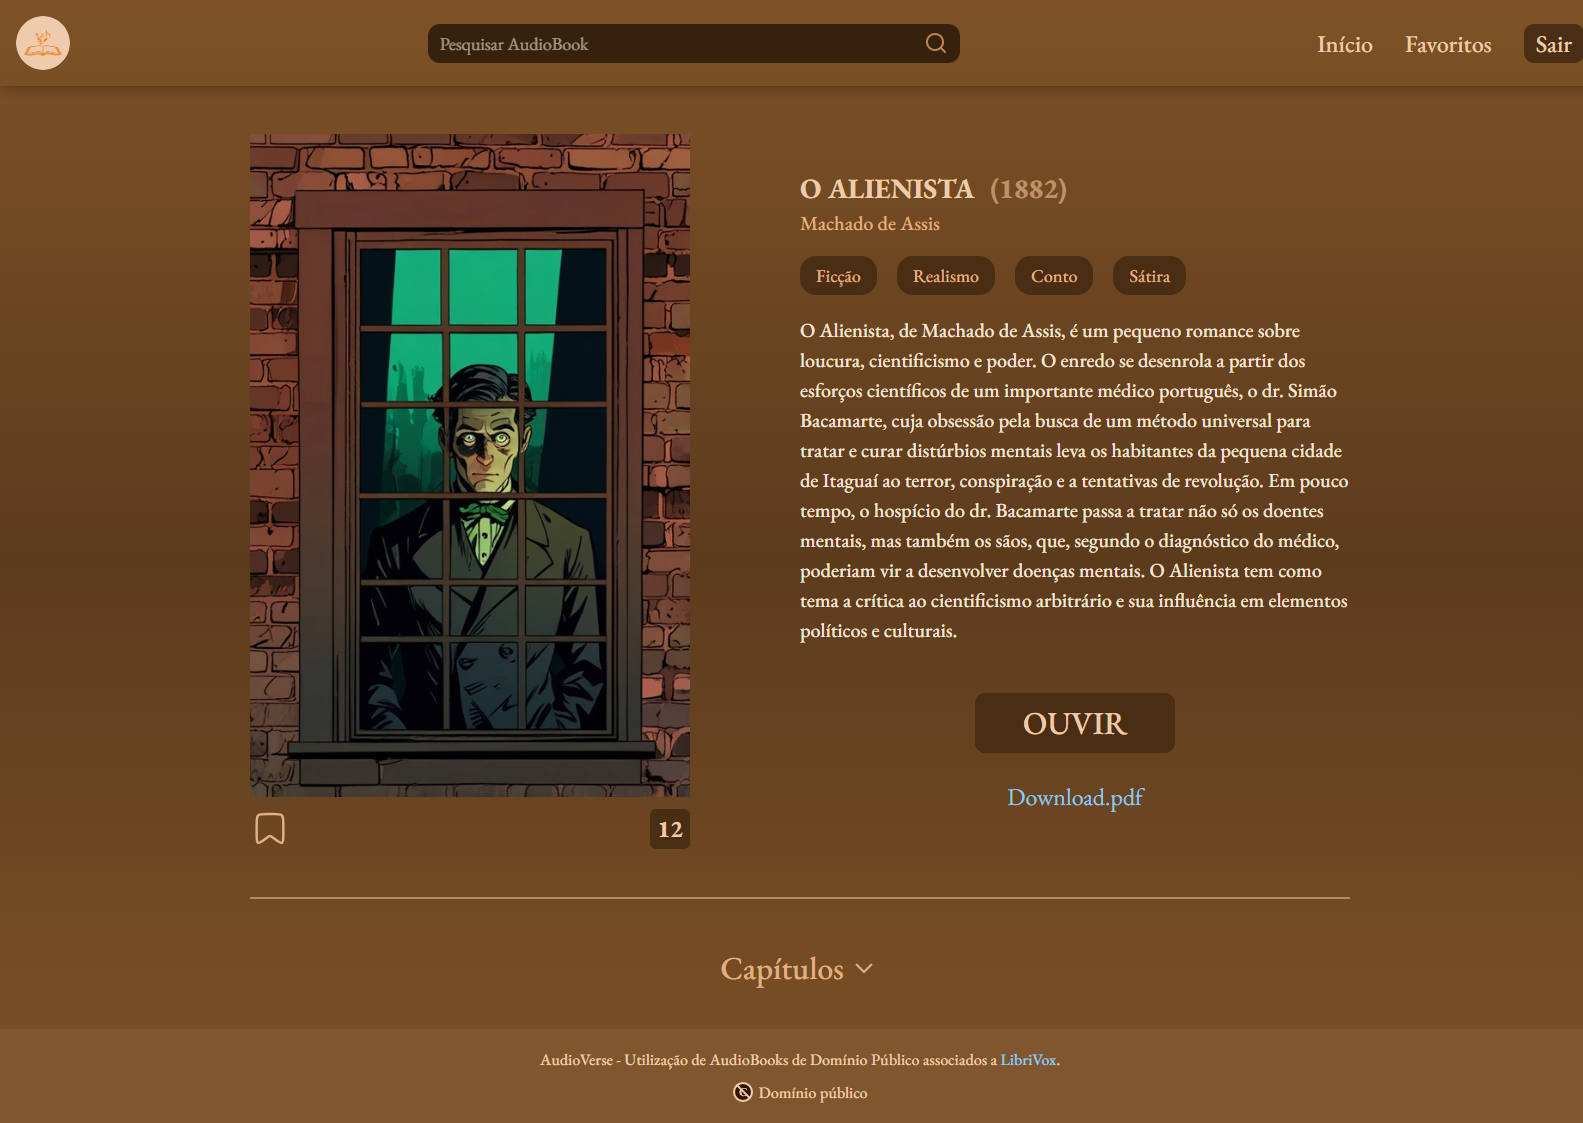 Pesquisar AudioBook
Início
Favoritos
Sair
O ALIENISTA (1882)
Machado de Assis
Ficção
Realismo
Conto
Sátira
O Alienista, de Machado de Assis, é um pequeno romance sobre
loucura, cientificismo e poder. O enredo se desenrola a partir dos
esforços científicos de um importante médico português, o dr. Simão
Bacamarte, cuja obsessão pela busca de um método universal para
tratar e curar distúrbios mentais leva os habitantes da pequena cidade
de Itaguaí ao terror, conspiração e a tentativas de revolução. Em pouco
tempo, o hospício do dr. Bacamarte passa a tratar não só os doentes
mentais, mas também os sãos, que, segundo o diagnóstico do médico,
poderiam vir a desenvolver doenças mentais. O Alienista tem como
tema a crítica ao cientificismo arbitrário e sua influência em elementos
políticos e culturais.
OUVIR
Download.pdf
12
Capítulos
AudioVerse - Utilização de AudioBooks de Domínio Público associados a LibriVox.
Domínio público